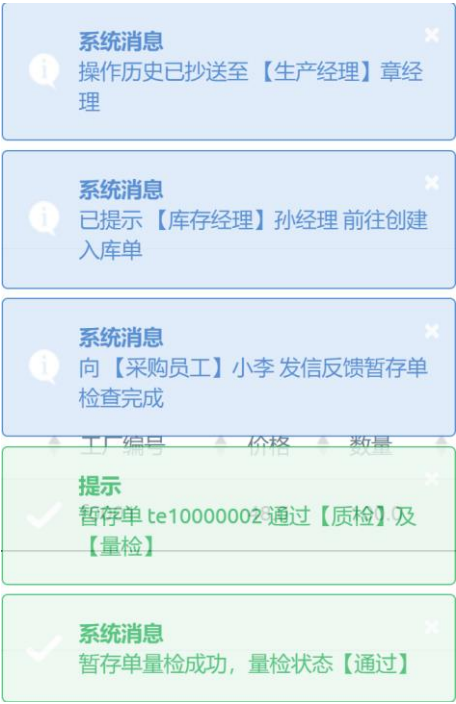 系统消息
操作历史已抄送至 【生产经理】章经
理
系统消息
已提示 【库存经理】孙经理 前往创建
入库单
系统消息
向 【采购员工】小李 发信反馈暂存单
检查完成
工厂编号 价格 数量
提示
暂存单 te10000002 通过【质检】及
【量检】
系统消息
暂存单量检成功，量检状态【通过】